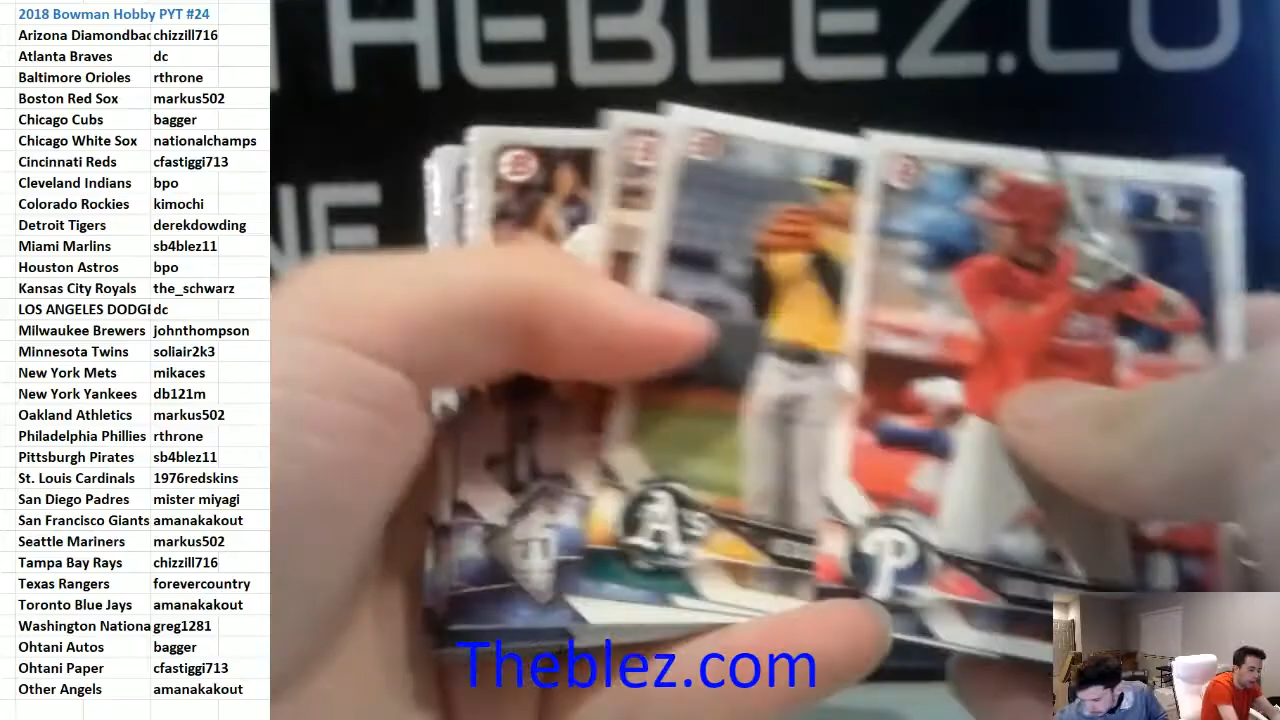 2018 Bowman Hobby PYT #24
Arizona Diamondbac chizzill716
Atlanta Braves dc
Baltimore Orioles rthrone
Boston Red Sox markus502
Chicago Cubs bagger
Chicago White Sox nationalchamps
Cincinnati Reds cfastiggi713
Cleveland Indians bpo
Colorado Rockies kimochi
Detroit Tigers derekdowding
Miami Marlins sb4blez11
Houston Astros bpo
Kansas City Royals the_schwarz
LOS ANGELES DODGE dc
Milwaukee Brewers johnthompson
Minnesota Twins soliair2k3
New York Mets mikaces
New York Yankees db121m
Oakland Athletics markus502
Philadelphia Phillies rthrone
Pittsburgh Pirates sb4blez11
St. Louis Cardinals 1976redskins
San Diego Padres mister miyagi
San Francisco Giants amanakakout
Seattle Mariners markus502
Tampa Bay Rays chizzill716
Texas Rangers forevercountry
Toronto Blue Jays amanakakout
Washington Nationa greg1281
Ohtani Autos bagger
Ohtani Paper cfastiggi713
Other Angels amanakakout
THEBLEZ.CO
NE
A's
P
Theblez.com